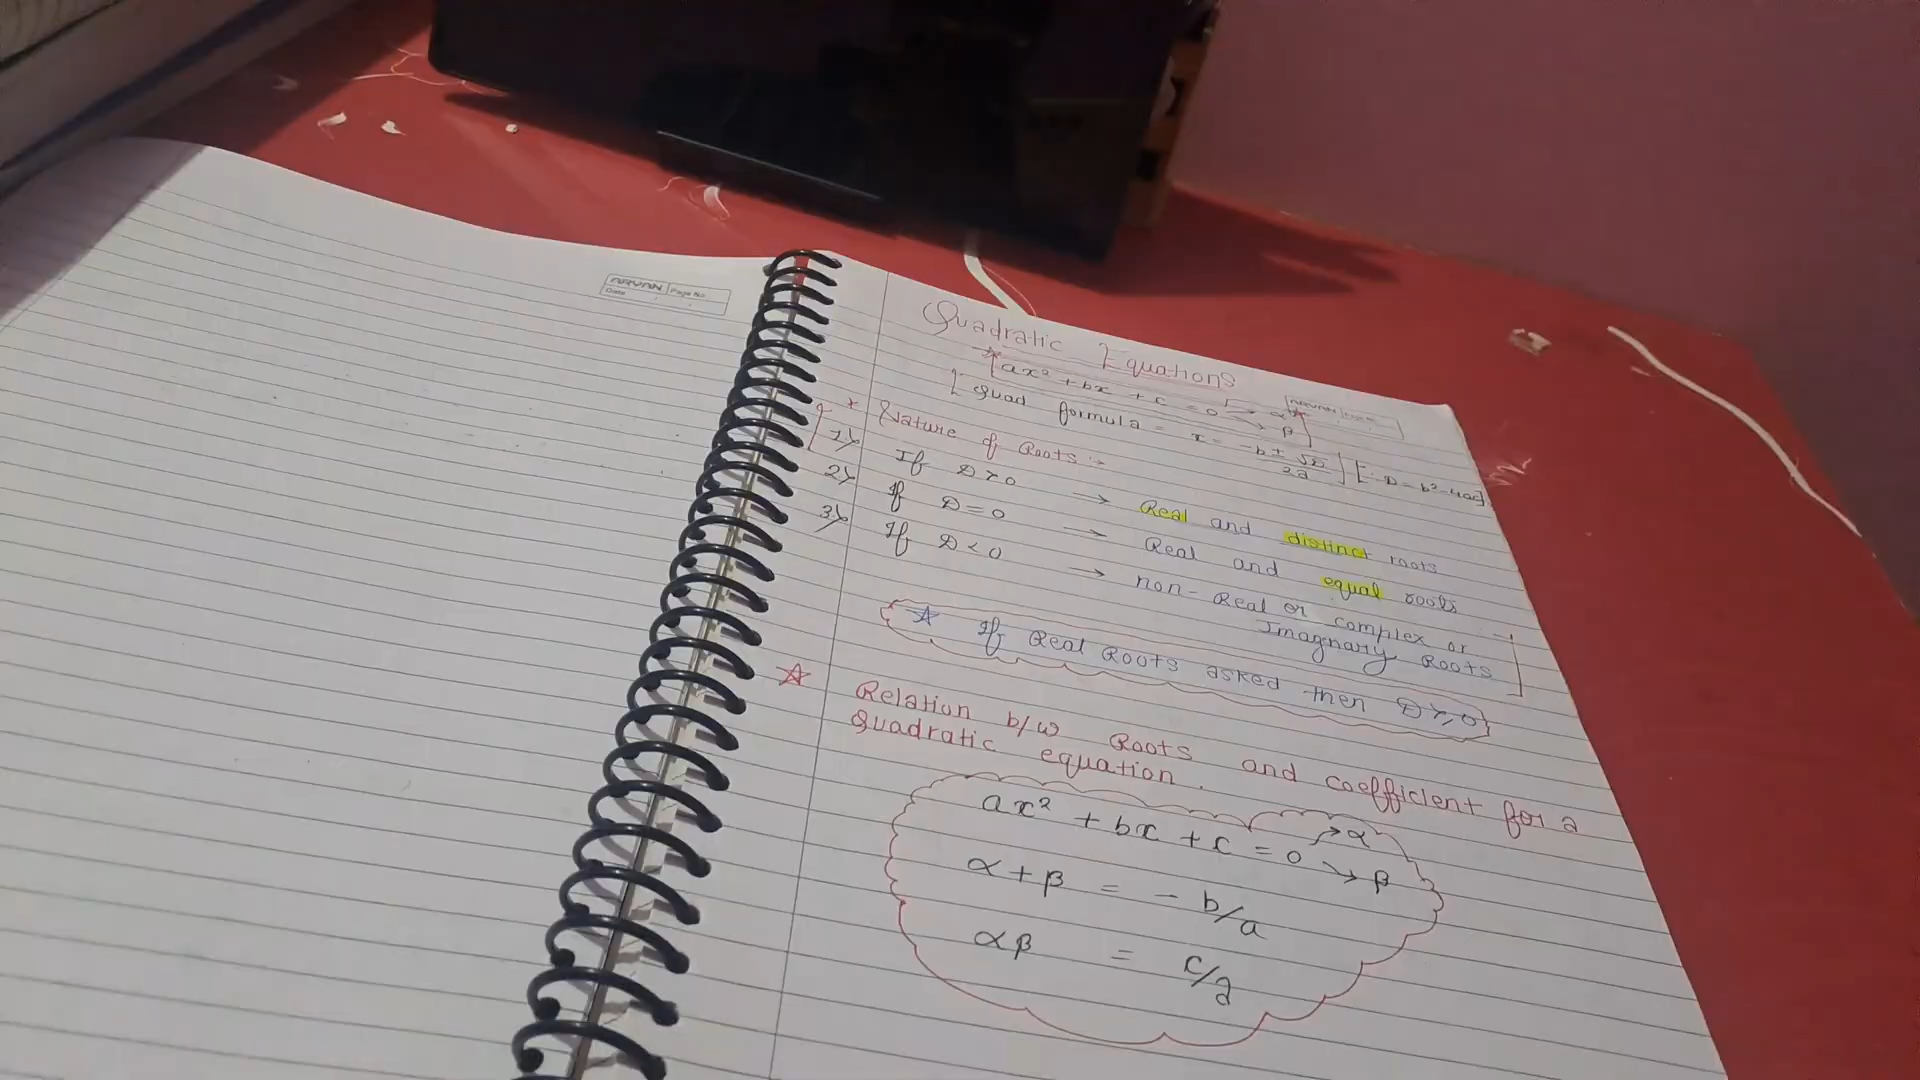 ARYAN Page No.
Date
Quadratic Equations
ax² + bx + c = 0 → α
→ β
Quad formula = x = -b ± √D / 2a [∵ D = b²-4ac]
* Nature of Roots :-
1) If D > 0 → Real and distinct roots
2) If D = 0 → Real and equal roots
3) If D < 0 → non-Real or complex or
Imagnary Roots
☆ If Real Roots asked then D ≥ 0
☆ Relation b/w Roots and coefficient for a
Quadratic equation.
ax² + bx + c = 0 → α
→ β
α + β = - b/a
αβ = c/a